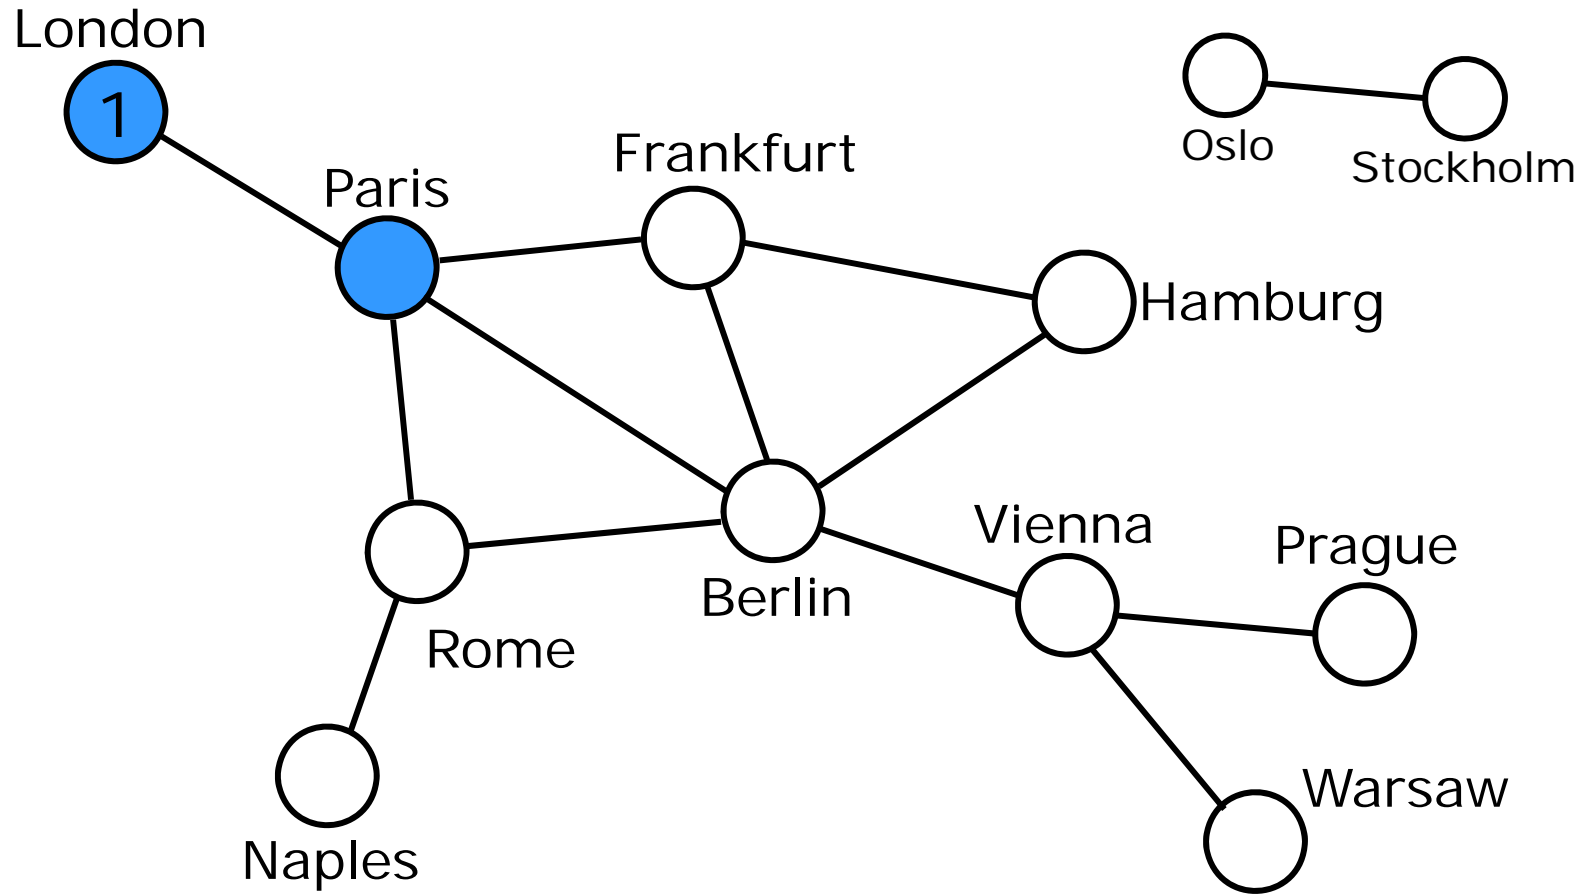 London
1
Paris
Frankfurt
Oslo
Stockholm
Hamburg
Vienna
Prague
Berlin
Rome
Warsaw
Naples